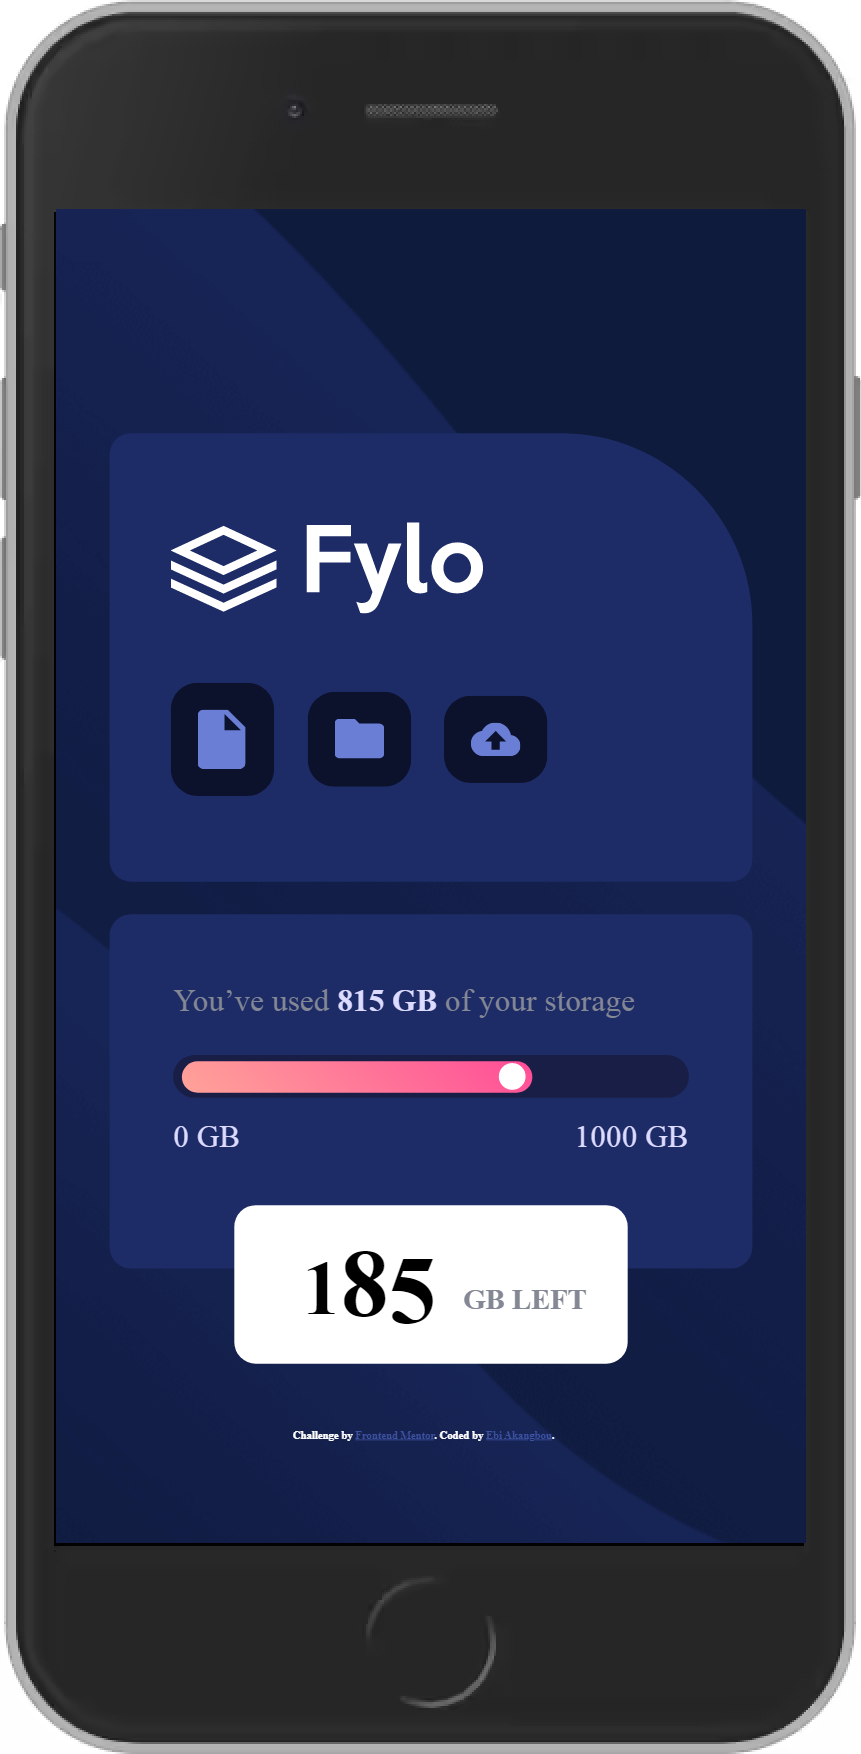 Fylo
You’ve used 815 GB of your storage
0 GB 1000 GB
185 GB LEFT
Challenge by Frontend Mentor. Coded by Ebi Akangbou.